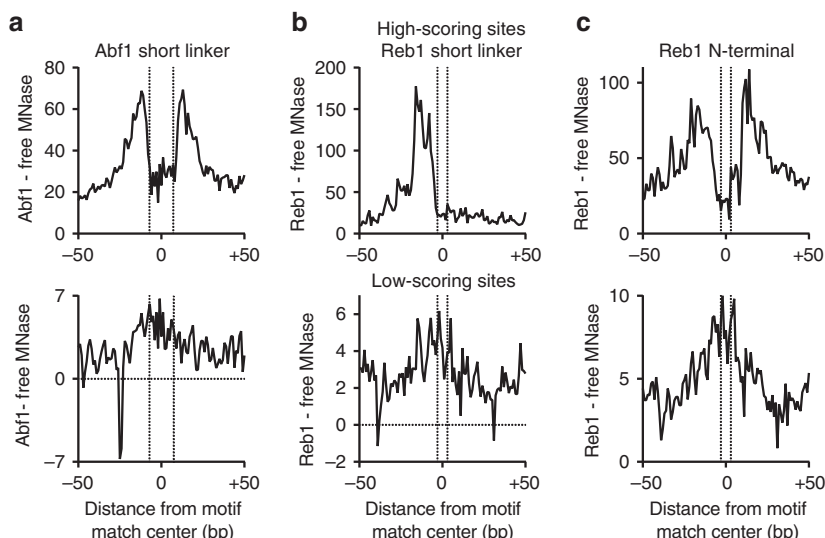 a
b
c
High-scoring sites
Abf1 short linker
Reb1 short linker
Reb1 N-terminal
Abf1 - free MNase
80
60
40
20
0
−50
0
+50
Reb1 - free MNase
200
150
100
50
0
−50
0
+50
Reb1 - free MNase
100
50
0
−50
0
+50
Low-scoring sites
Abf1- free MNase
7
0
−7
−50
0
+50
Distance from motif
match center (bp)
Reb1 - free MNase
6
4
2
0
−2
−50
0
+50
Distance from motif
match center (bp)
Reb1 - free MNase
10
5
0
−50
0
+50
Distance from motif
match center (bp)